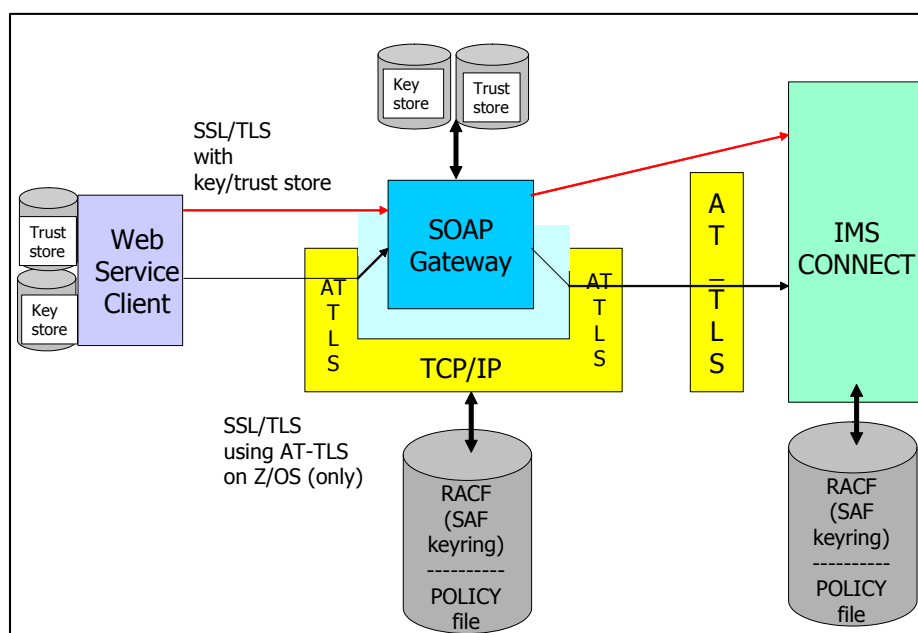 Key
store
Trust
store
SSL/TLS
with
key/trust store
Trust
store
Key
store
Web
Service
Client
SOAP
Gateway
IMS
CONNECT
AT
T
L
S
AT
T
L
S
TCP/IP
A
T
_
T
L
S
SSL/TLS
using AT-TLS
on Z/OS (only)
RACF
(SAF
keyring)
----------
POLICY
file
RACF
(SAF
keyring)
----------
POLICY
file